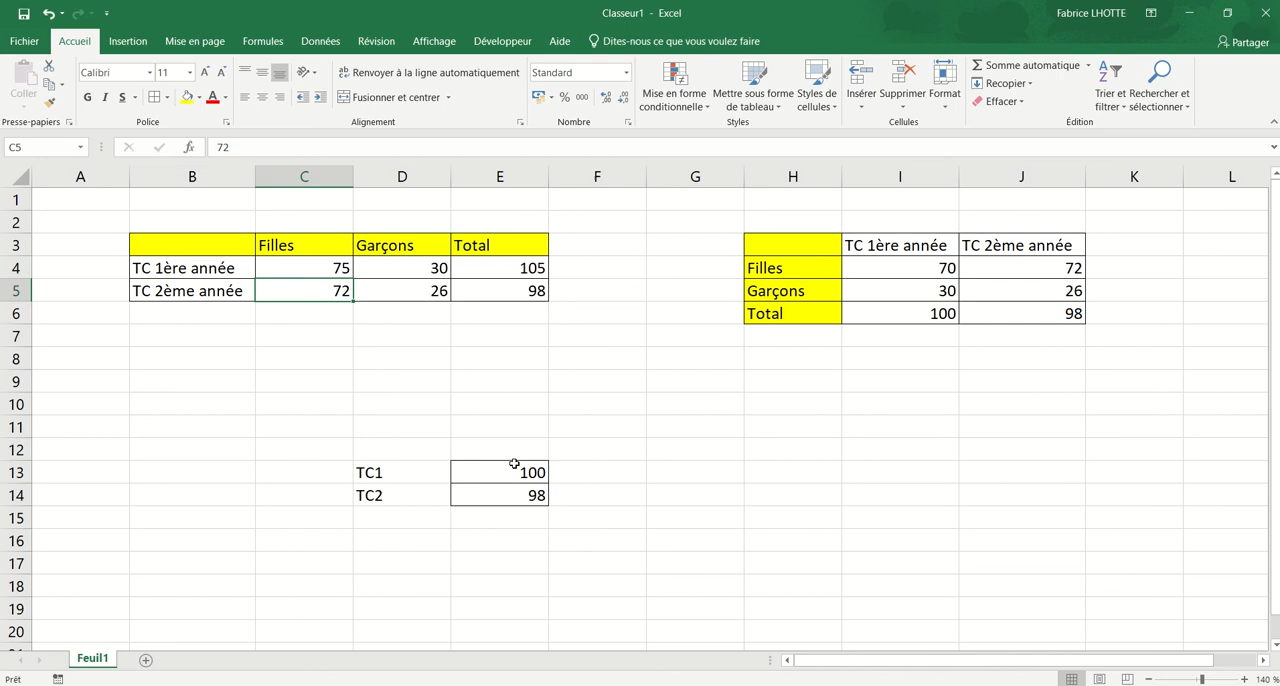 Classeur1 - Excel
Fabrice LHOTTE
Fichier Accueil Insertion Mise en page Formules Données Révision Affichage Développeur Aide Dites-nous ce que vous voulez faire Partager
Coller
Calibri 11
Renvoyer à la ligne automatiquement
Standard
G I S
Fusionner et centrer
% 000
Mise en forme conditionnelle
Mettre sous forme de tableau
Styles de cellules
Insérer Supprimer Format
Somme automatique
Recopier
Effacer
Trier et filtrer
Rechercher et sélectionner
Presse-papiers Police Alignement Nombre Styles Cellules Édition
C5 fx 72
A B C D E F G H I J K L
1
2
3 Filles Garçons Total TC 1ère année TC 2ème année
4 TC 1ère année 75 30 105 Filles 70 72
5 TC 2ème année 72 26 98 Garçons 30 26
6 Total 100 98
7
8
9
10
11
12
13 TC1 100
14 TC2 98
15
16
17
18
19
20
Feuil1
Prêt 140 %